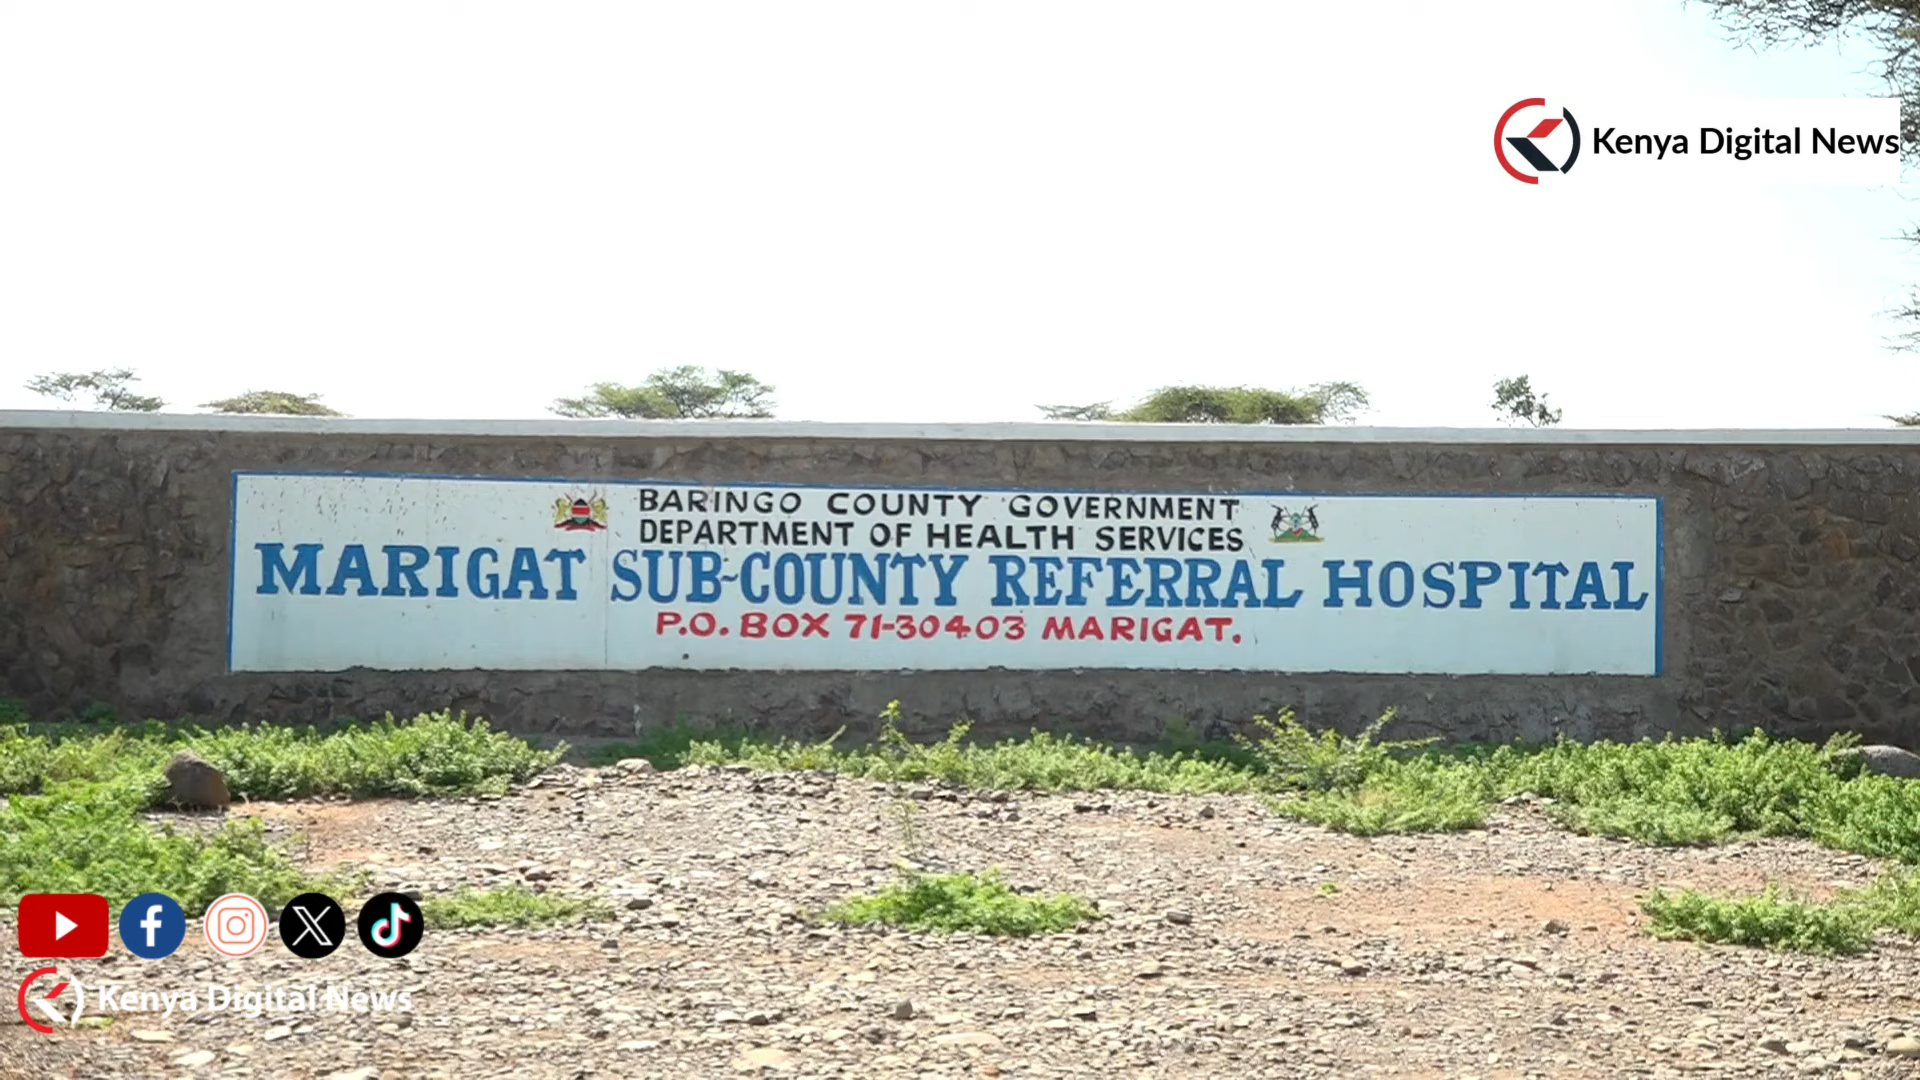 Kenya Digital News
BARINGO COUNTY GOVERNMENT
DEPARTMENT OF HEALTH SERVICES
MARIGAT SUB-COUNTY REFERRAL HOSPITAL
P.O. BOX 71-30403 MARIGAT.
Kenya Digital News